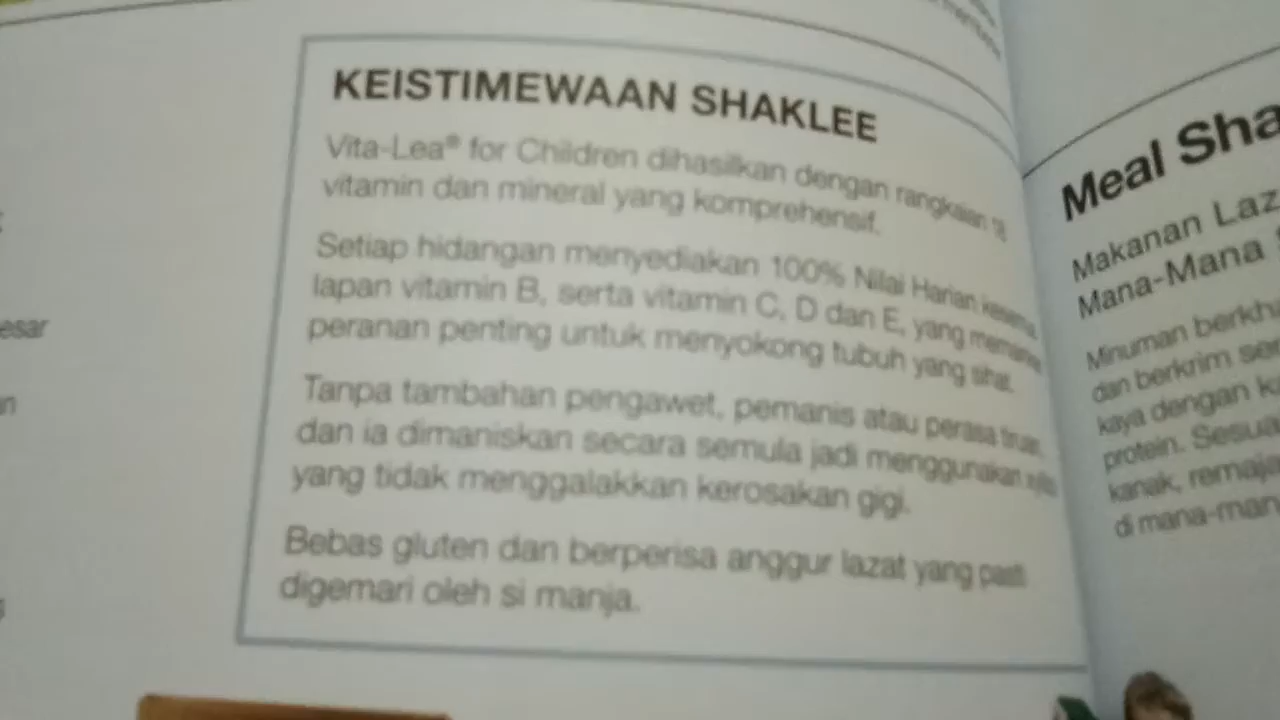 KEISTIMEWAAN SHAKLEE
Vita-Lea® for Children dihasilkan dengan rangkaian
vitamin dan mineral yang komprehensif.
Setiap hidangan menyediakan 100% Nilai Harian
lapan vitamin B, serta vitamin C, D dan E, yang
peranan penting untuk menyokong tubuh yang sihat.
Tanpa tambahan pengawet, pemanis atau perasa tiruan,
dan ia dimaniskan secara semula jadi menggunakan
yang tidak menggalakkan kerosakan gigi.
Bebas gluten dan berperisa anggur lazat yang pasti
digemari oleh si manja.
esar
Meal Sha
Makanan Laz
Mana-Mana
Minuman berkh
dan berkrim ser
kaya dengan
protein. Sesua
kanak, remaja
di mana-man